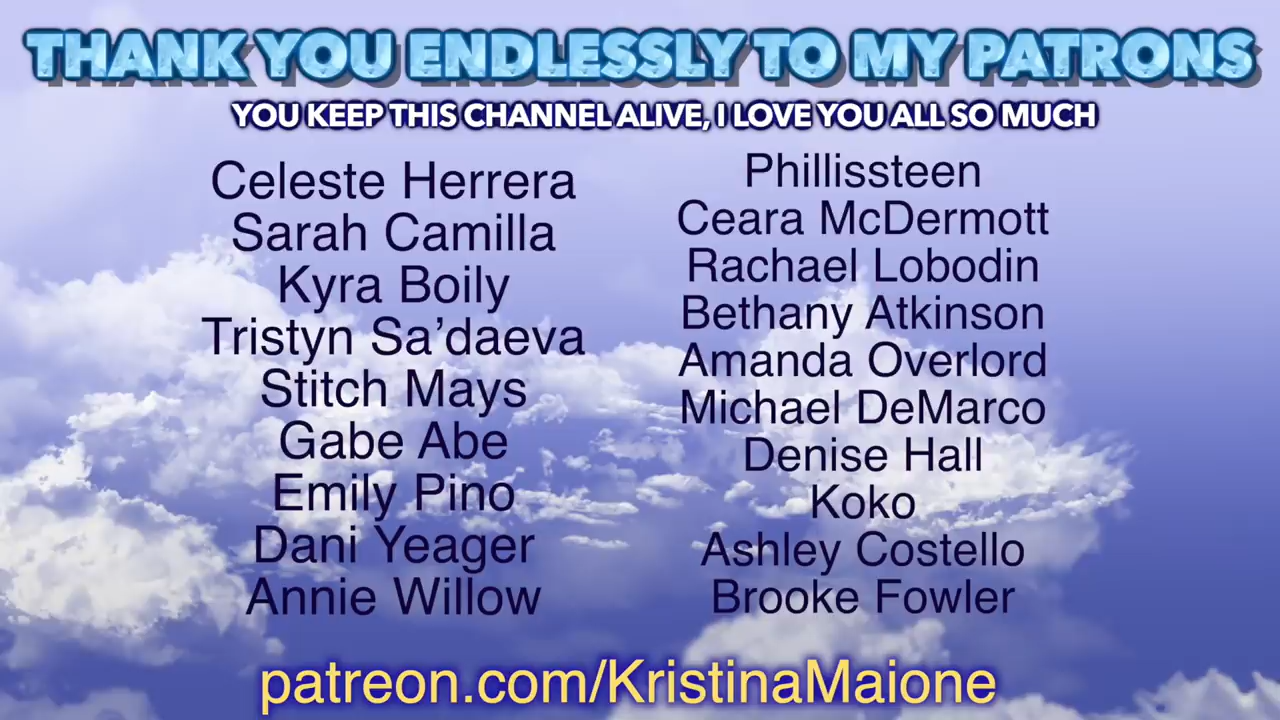 THANK YOU ENDLESSLY TO MY PATRONS
YOU KEEP THIS CHANNEL ALIVE, I LOVE YOU ALL SO MUCH
Celeste Herrera
Sarah Camilla
Kyra Boily
Tristyn Sa’daeva
Stitch Mays
Gabe Abe
Emily Pino
Dani Yeager
Annie Willow
Phillissteen
Ceara McDermott
Rachael Lobodin
Bethany Atkinson
Amanda Overlord
Michael DeMarco
Denise Hall
Koko
Ashley Costello
Brooke Fowler
patreon.com/KristinaMaione